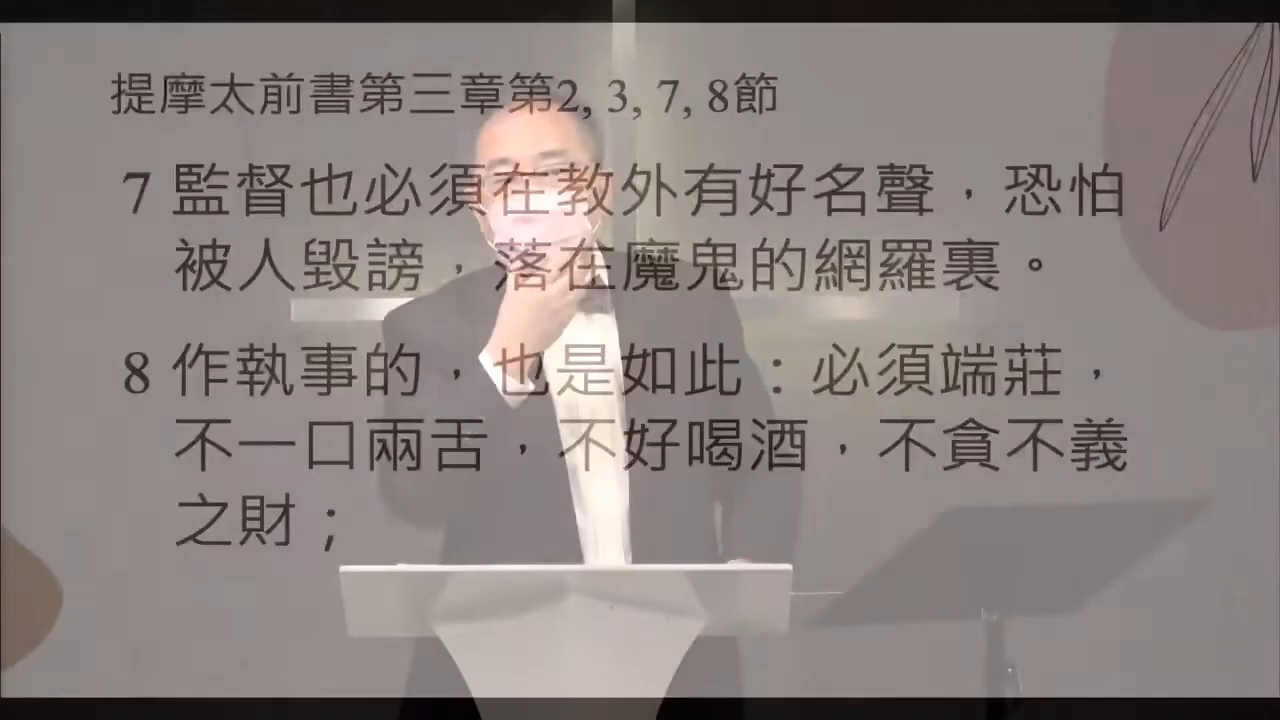 提摩太前書第三章第2, 3, 7, 8節
7 監督也必須在教外有好名聲，恐怕
被人毀謗，落在魔鬼的網羅裏。
8 作執事的，也是如此：必須端莊，
不一口兩舌，不好喝酒，不貪不義
之財；